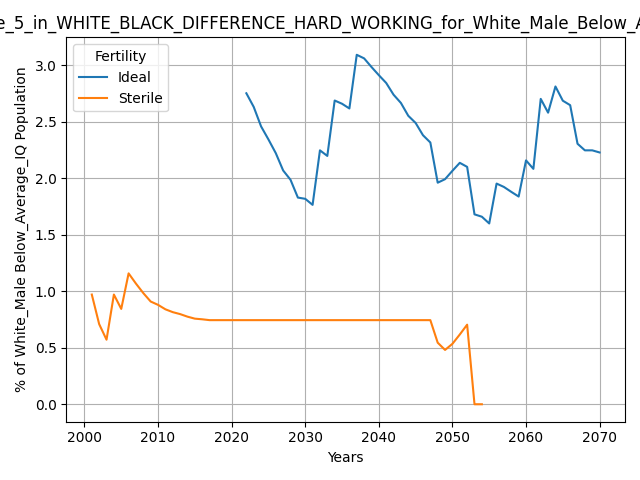 e_5_in_WHITE_BLACK_DIFFERENCE_HARD_WORKING_for_White_Male_Below_A
Fertility
Ideal
Sterile
% of White_Male Below_Average_IQ Population
3.0
2.5
2.0
1.5
1.0
0.5
0.0
2000 2010 2020 2030 2040 2050 2060 2070
Years